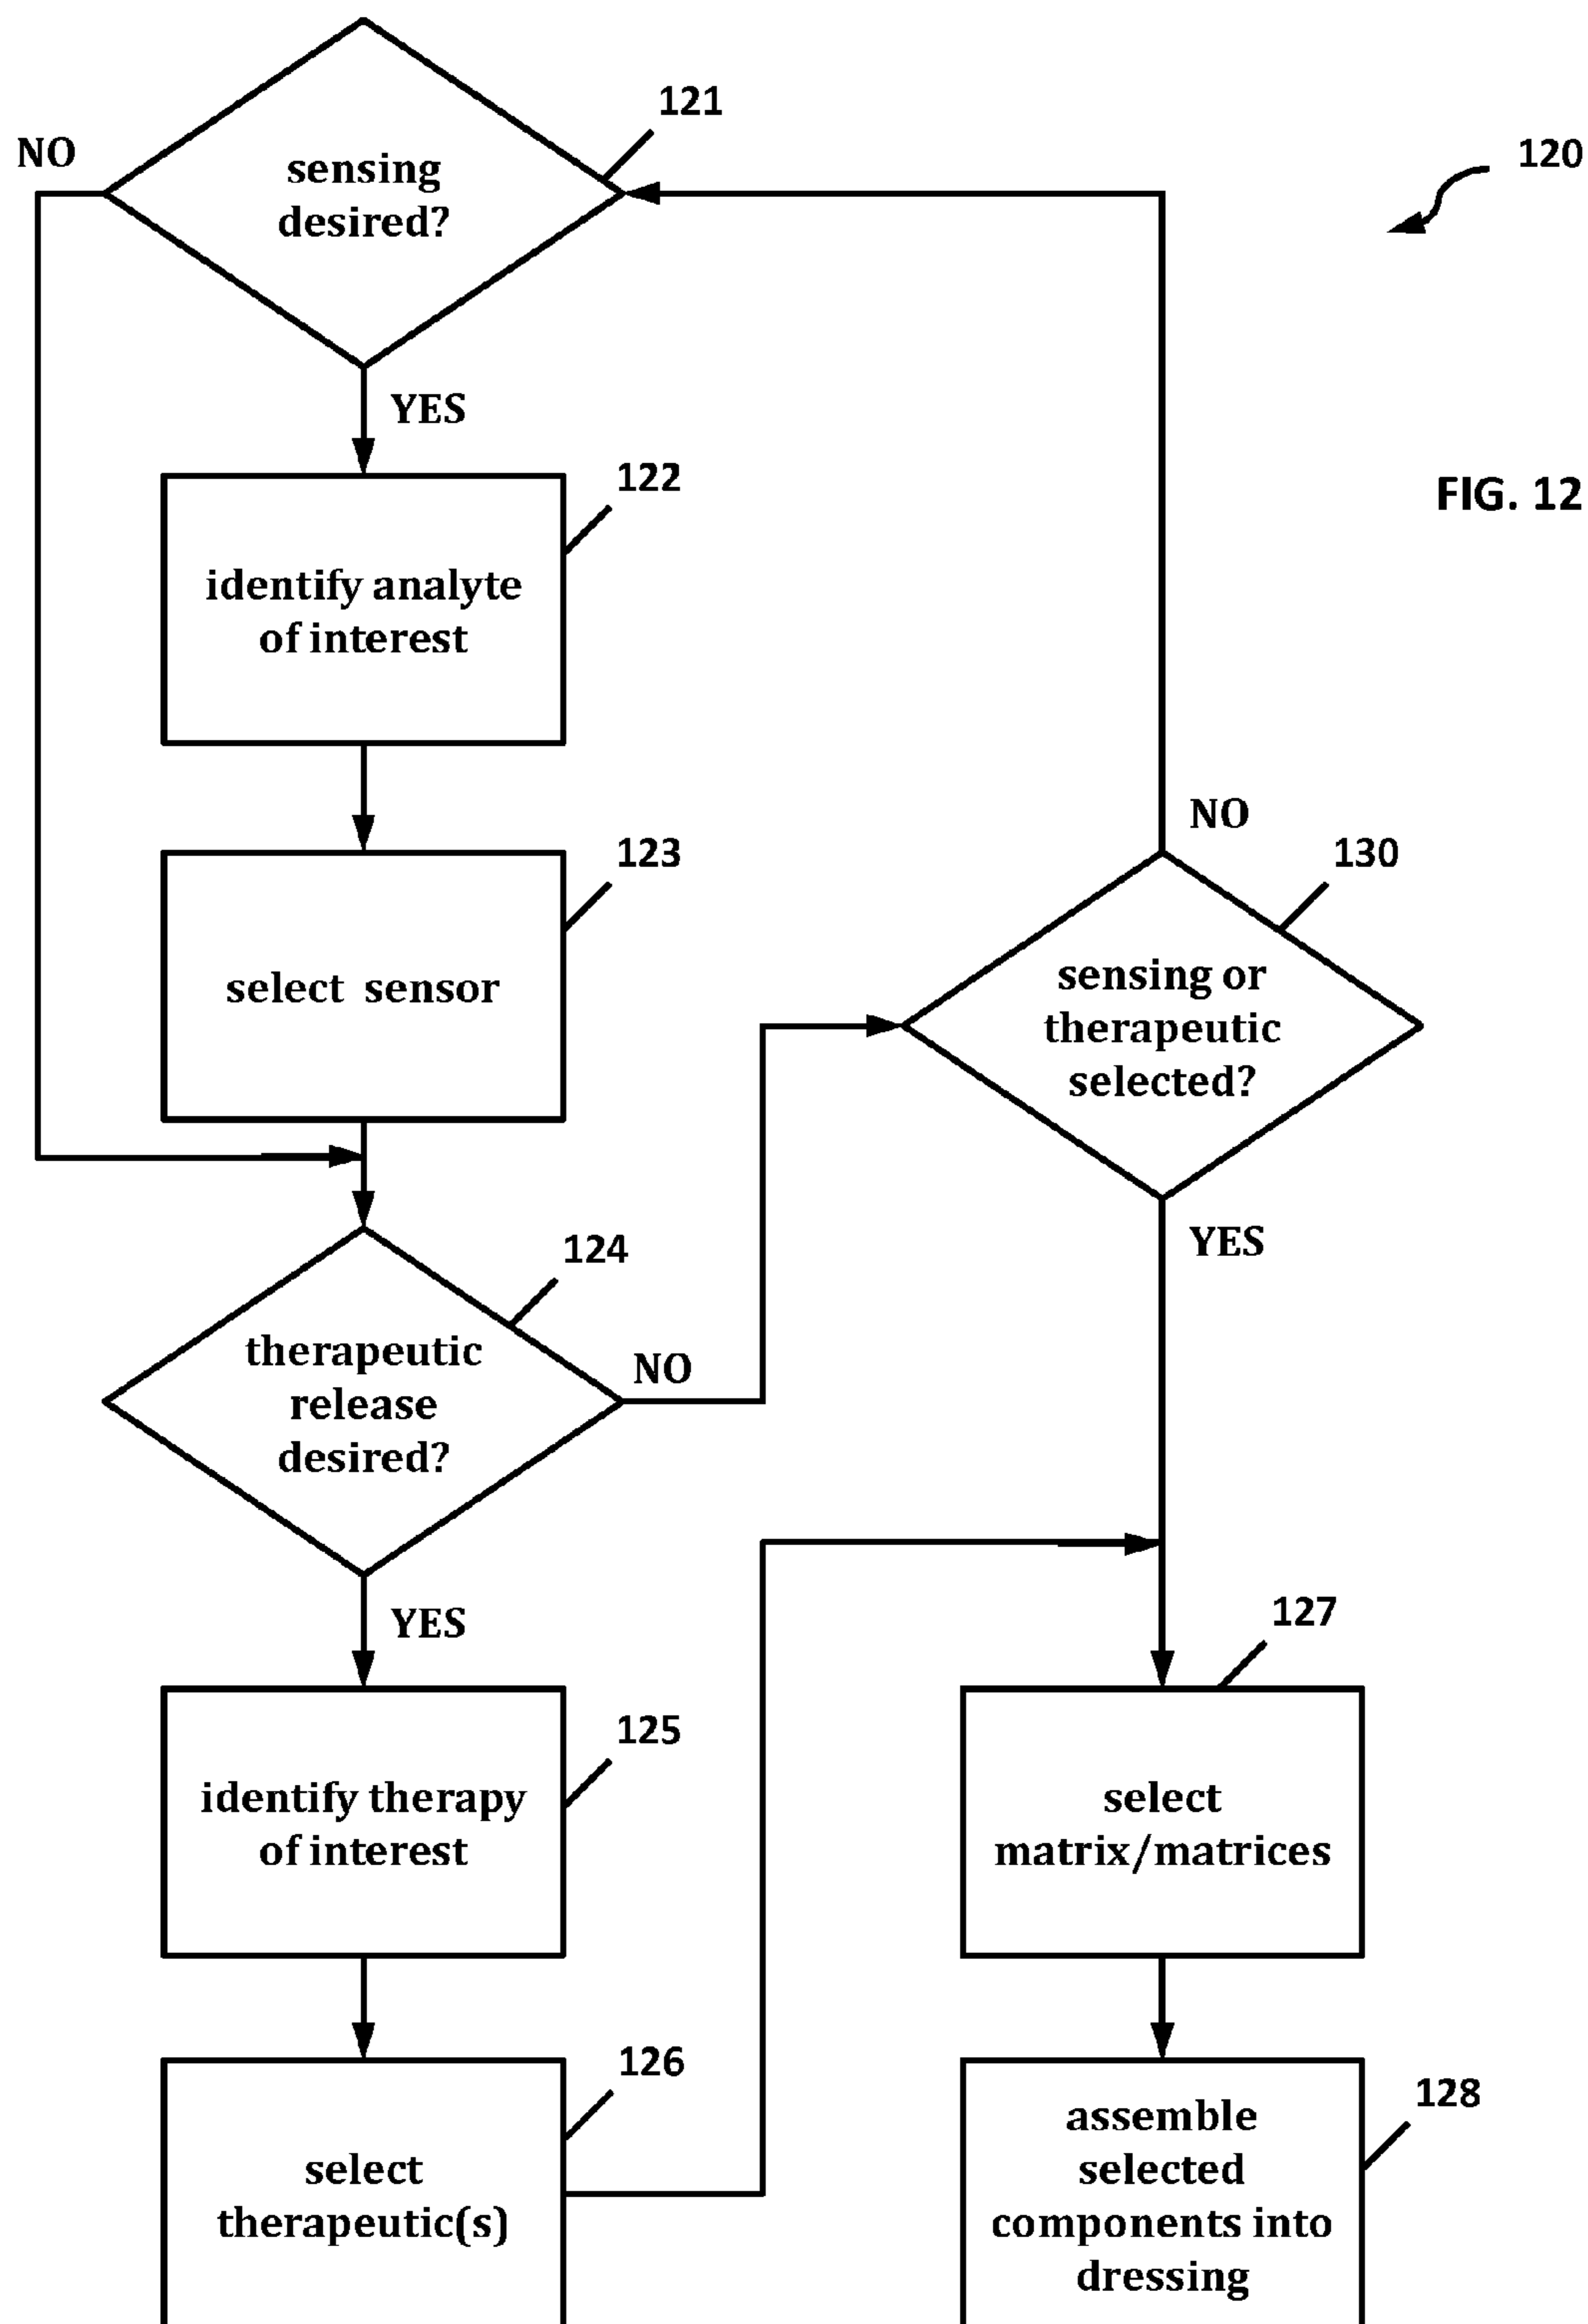 121
NO
sensing
desired?
120
YES
FIG. 12
122
identify analyte
of interest
NO
123
130
select sensor
sensing or
therapeutic
selected?
YES
124
therapeutic
release
desired?
NO
YES
127
125
identify therapy
of interest
select
matrix/matrices
126
select
therapeutic(s)
128
assemble
selected
components into
dressing